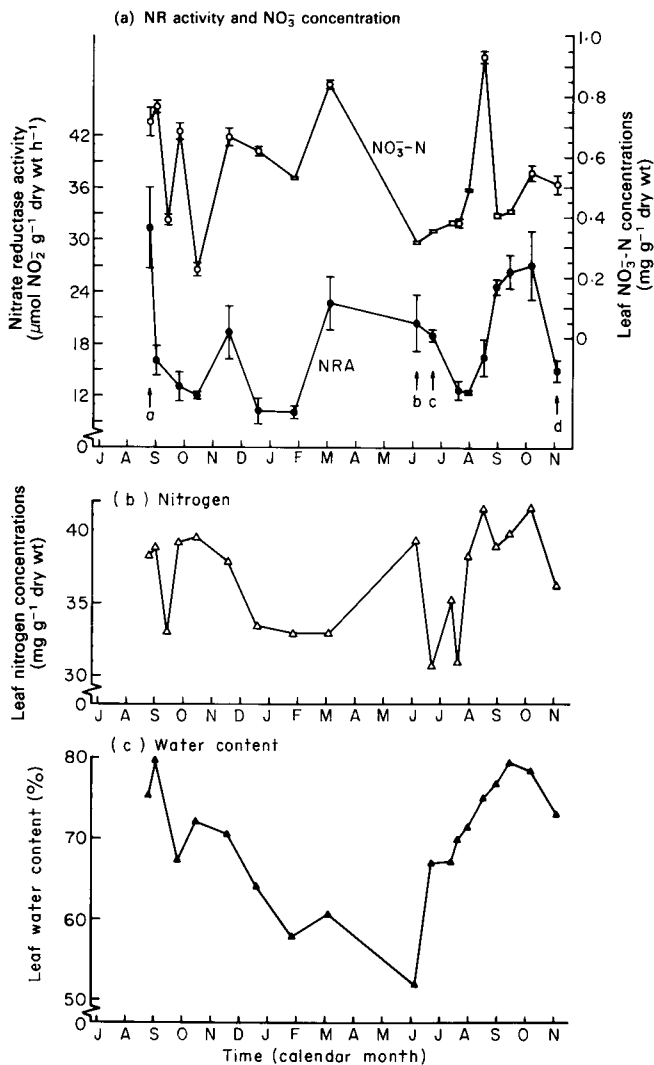 (a) NR activity and NO₃⁻ concentration
Nitrate reductase activity
(μmol NO₂⁻ g⁻¹ dry wt h⁻¹)
42
36
30
24
18
12
0
1·0
0·8
0·6
0·4
0·2
0
Leaf NO₃⁻-N concentrations
(mg g⁻¹ dry wt)
NO₃⁻-N
NRA
a
b
c
d
J A S O N D J F M A M J J A S O N
(b) Nitrogen
Leaf nitrogen concentrations
(mg g⁻¹ dry wt)
40
35
30
0
J A S O N D J F M A M J J A S O N
(c) Water content
Leaf water content (%)
80
70
60
50
0
J A S O N D J F M A M J J A S O N
Time (calendar month)